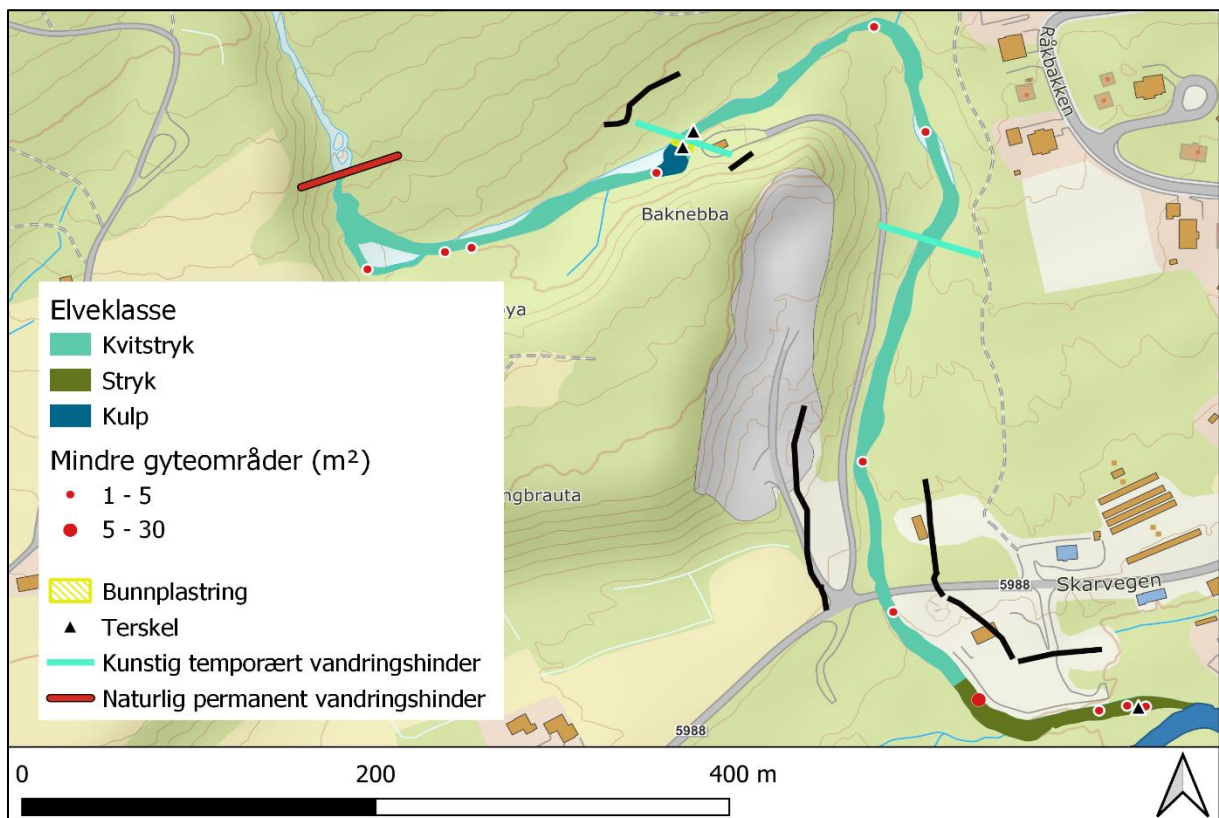 Råkbakken
Baknebba
Elveklasse
Kvitstryk
Stryk
Kulp
Mindre gyteområder (m²)
1 - 5
5 - 30
Bunnplastring
Terskel
Kunstig temporært vandringshinder
Naturlig permanent vandringshinder
ya
ngbrauta
5988
Skarvegen
5988
0
200
400 m